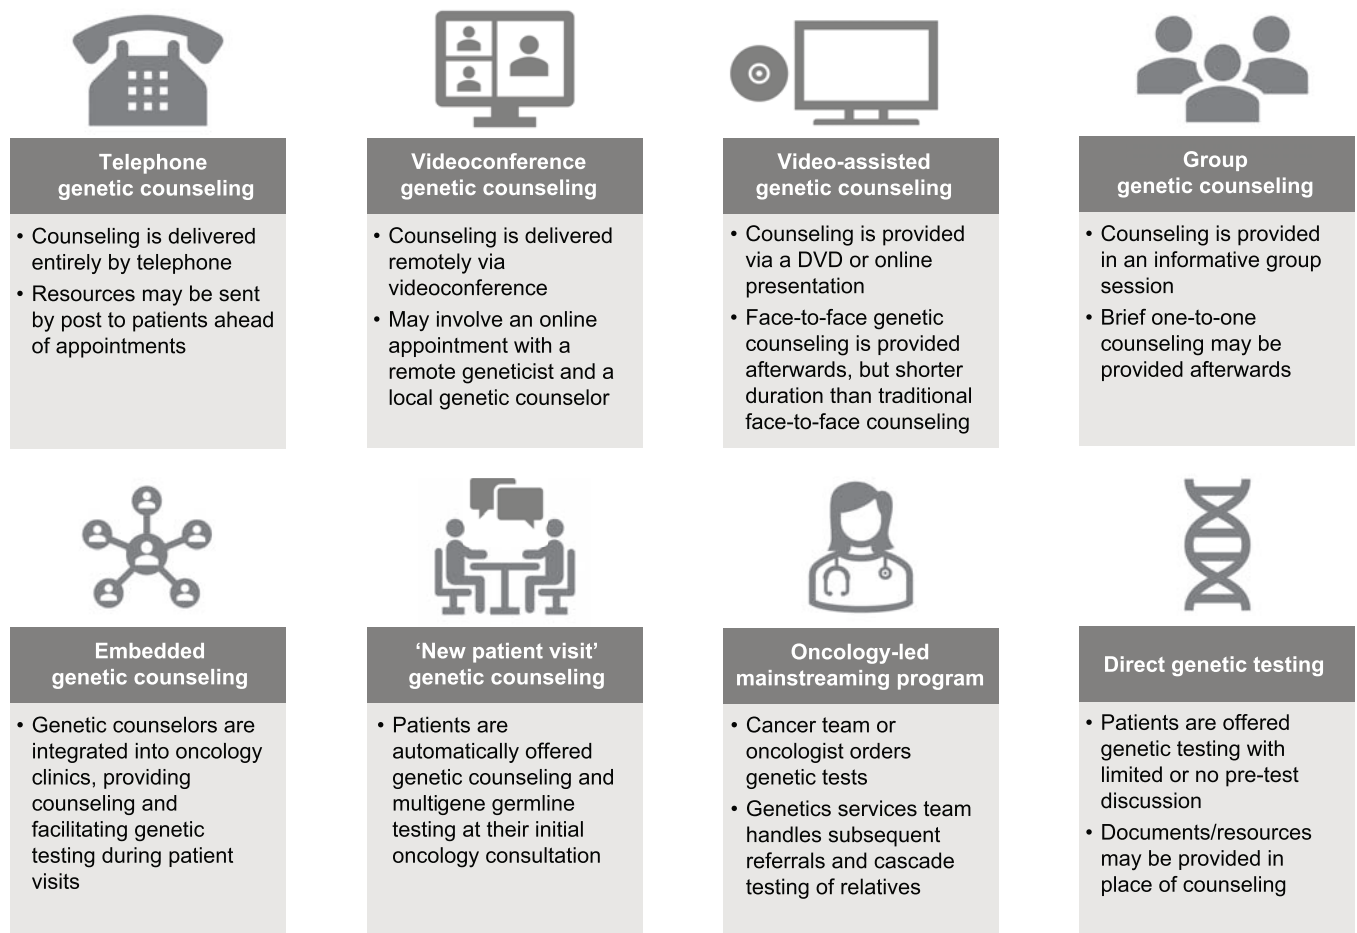 Telephone
genetic counseling
• Counseling is delivered
entirely by telephone
• Resources may be sent
by post to patients ahead
of appointments
Videoconference
genetic counseling
• Counseling is delivered
remotely via
videoconference
• May involve an online
appointment with a
remote geneticist and a
local genetic counselor
Video-assisted
genetic counseling
• Counseling is provided
via a DVD or online
presentation
• Face-to-face genetic
counseling is provided
afterwards, but shorter
duration than traditional
face-to-face counseling
Group
genetic counseling
• Counseling is provided
in an informative group
session
• Brief one-to-one
counseling may be
provided afterwards
Embedded
genetic counseling
• Genetic counselors are
integrated into oncology
clinics, providing
counseling and
facilitating genetic
testing during patient
visits
‘New patient visit’
genetic counseling
• Patients are
automatically offered
genetic counseling and
multigene germline
testing at their initial
oncology consultation
Oncology-led
mainstreaming program
• Cancer team or
oncologist orders
genetic tests
• Genetics services team
handles subsequent
referrals and cascade
testing of relatives
Direct genetic testing
• Patients are offered
genetic testing with
limited or no pre-test
discussion
• Documents/resources
may be provided in
place of counseling